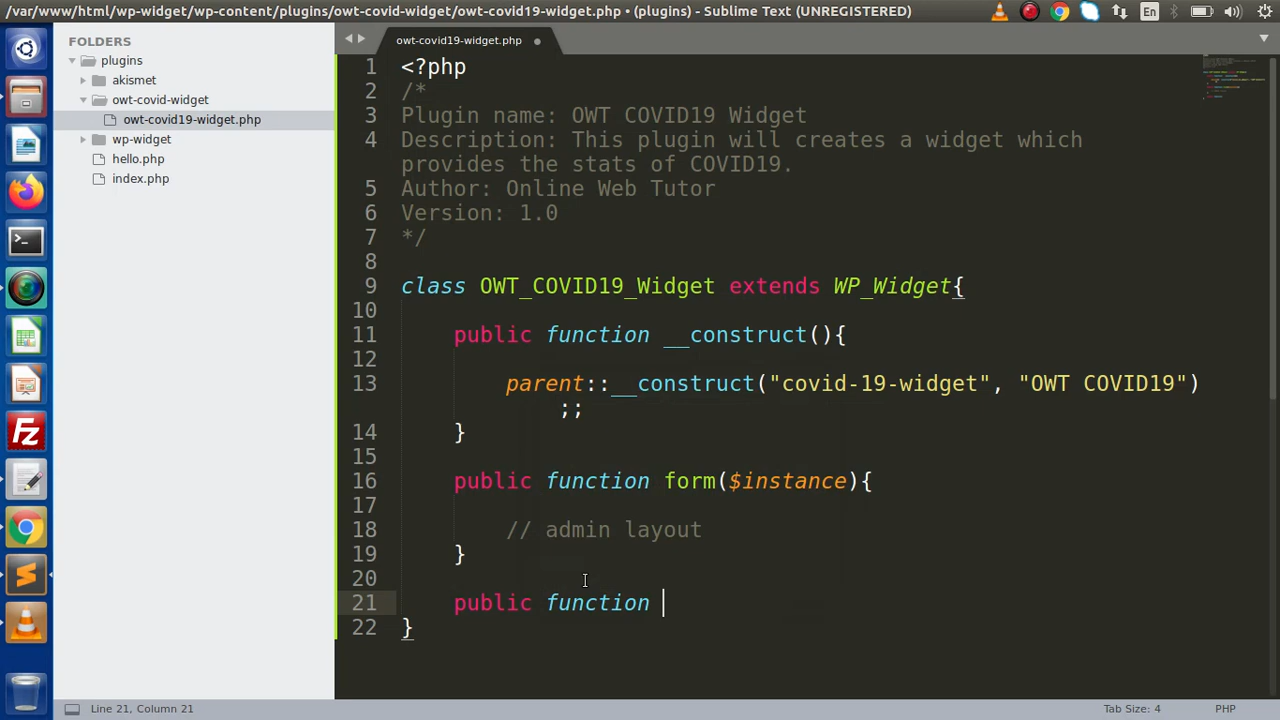 /var/www/html/wp-widget/wp-content/plugins/owt-covid-widget/owt-covid19-widget.php • (plugins) - Sublime Text (UNREGISTERED)
En
FOLDERS
plugins
akismet
owt-covid-widget
owt-covid19-widget.php
wp-widget
hello.php
index.php
owt-covid19-widget.php
1 <?php
2 /*
3 Plugin name: OWT COVID19 Widget
4 Description: This plugin will creates a widget which
provides the stats of COVID19.
5 Author: Online Web Tutor
6 Version: 1.0
7 */
8
9 class OWT_COVID19_Widget extends WP_Widget{
10
11 public function __construct(){
12
13 parent::__construct("covid-19-widget", "OWT COVID19")
;;
14 }
15
16 public function form($instance){
17
18 // admin layout
19 }
20
21 public function
22 }
Line 21, Column 21
Tab Size: 4
PHP